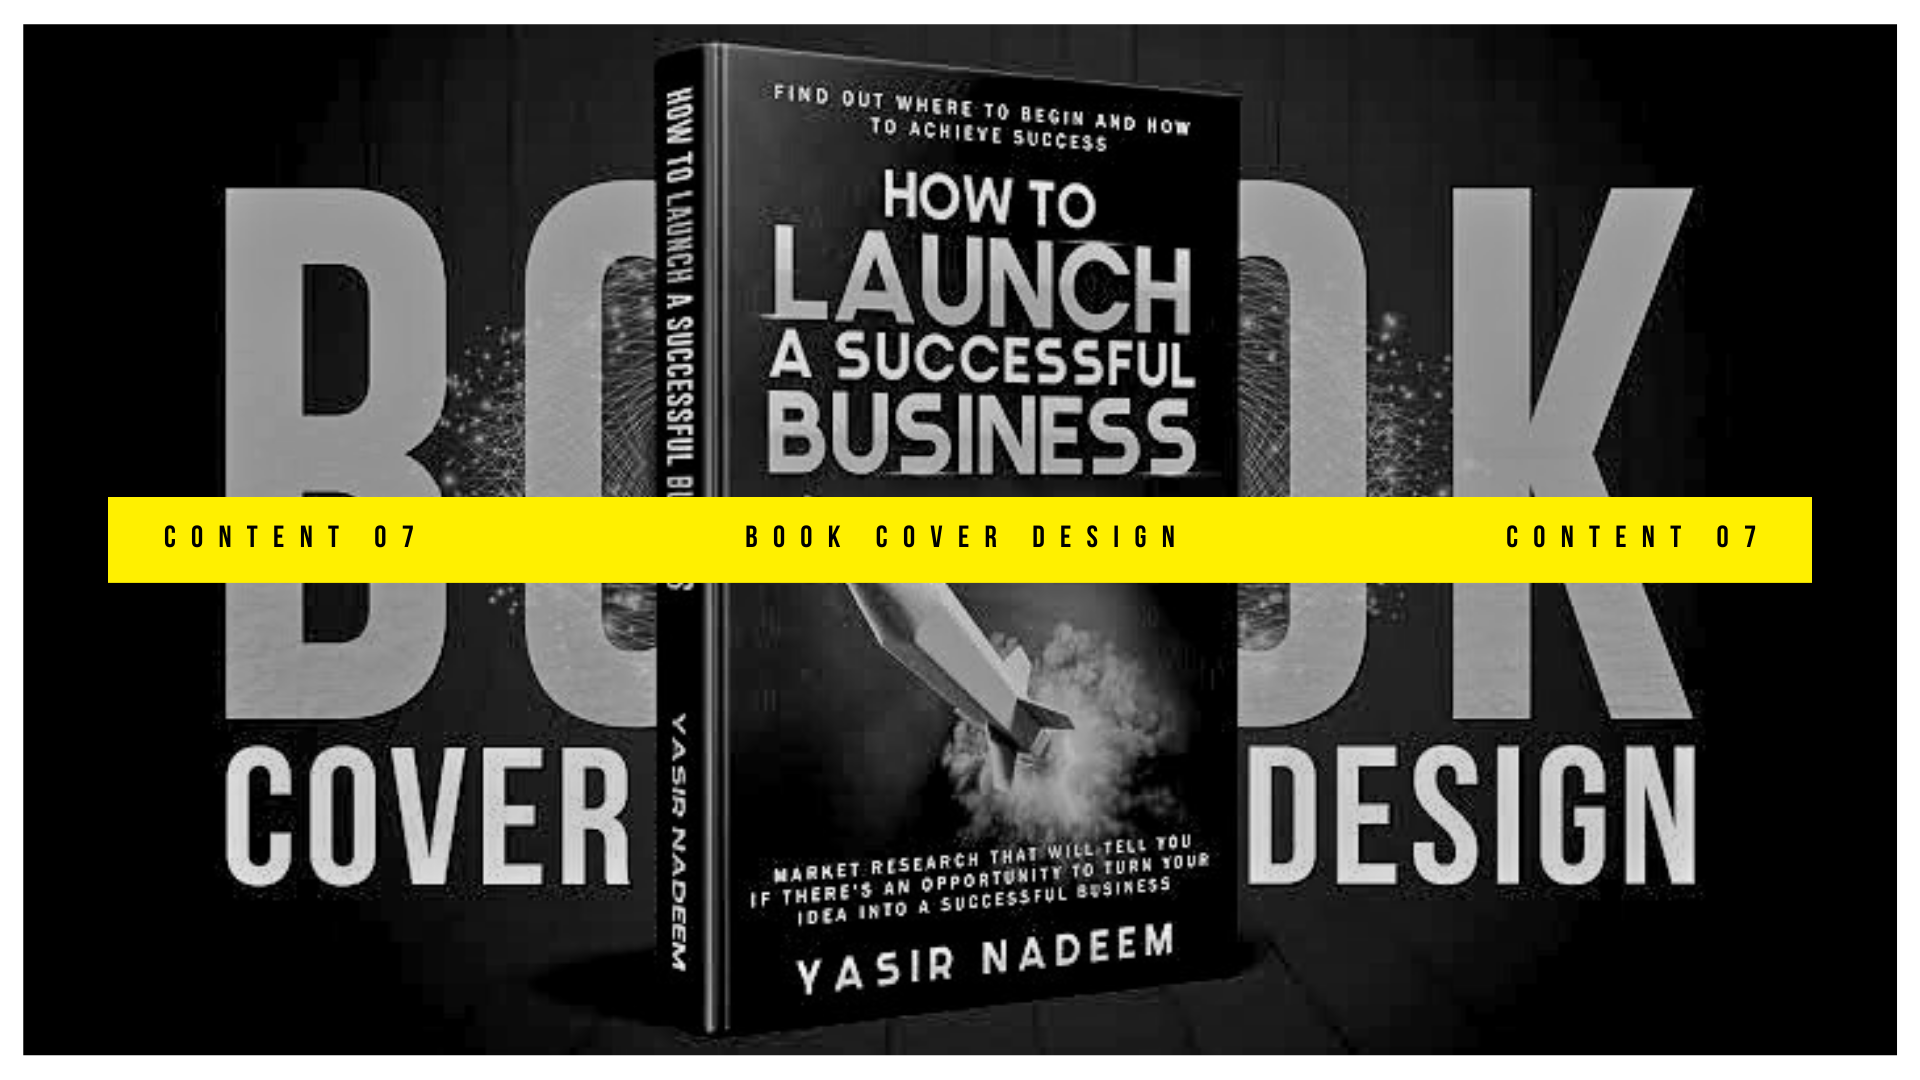 FIND OUT WHERE TO BEGIN AND HOW
TO ACHIEVE SUCCESS
HOW TO
LAUNCH
A SUCCESSFUL
BUSINESS
HOW TO LAUNCH A SUCCESSFUL
YASIR NADEEM
BOOK
CONTENT 07 BOOK COVER DESIGN CONTENT 07
COVER DESIGN
MARKET RESEARCH THAT WILL TELL YOU
IF THERE'S AN OPPORTUNITY TO TURN YOUR
IDEA INTO A SUCCESSFUL BUSINESS
YASIR NADEEM